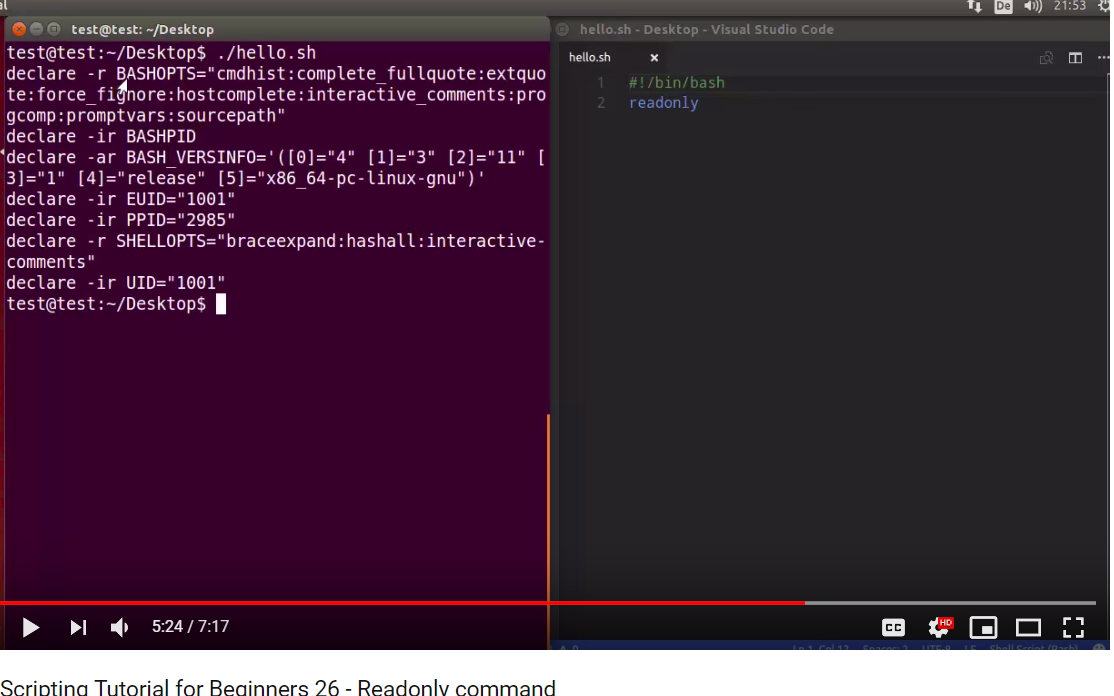 al
De
21:53
test@test: ~/Desktop
test@test:~/Desktop$ ./hello.sh
declare -r BASHOPTS="cmdhist:complete_fullquote:extquo
te:force_fignore:hostcomplete:interactive_comments:pro
gcomp:promptvars:sourcepath"
declare -ir BASHPID
declare -ar BASH_VERSINFO='([0]="4" [1]="3" [2]="11" [
3]="1" [4]="release" [5]="x86_64-pc-linux-gnu")'
declare -ir EUID="1001"
declare -ir PPID="2985"
declare -r SHELLOPTS="braceexpand:hashall:interactive-
comments"
declare -ir UID="1001"
test@test:~/Desktop$
hello.sh - Desktop - Visual Studio Code
hello.sh
1 #!/bin/bash
2 readonly
5:24 / 7:17
CC
HD
Scripting Tutorial for Beginners 26 - Readonly command